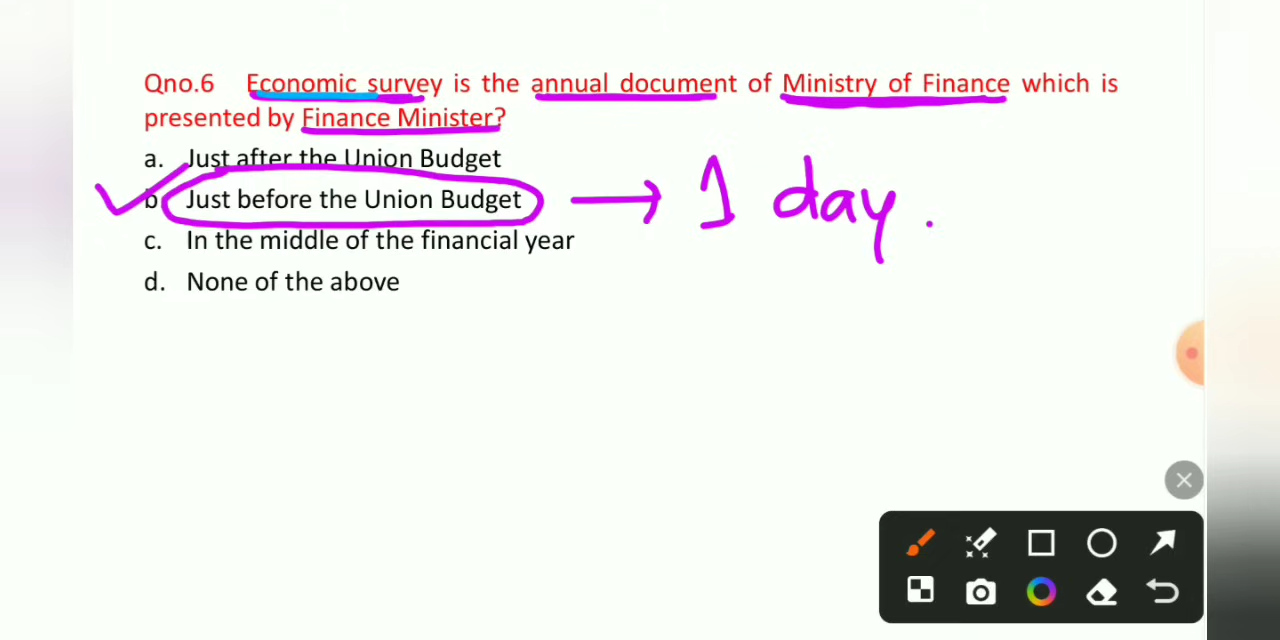 Qno.6 Economic survey is the annual document of Ministry of Finance which is
presented by Finance Minister?
a. Just after the Union Budget
b. Just before the Union Budget → 1 day.
c. In the middle of the financial year
d. None of the above